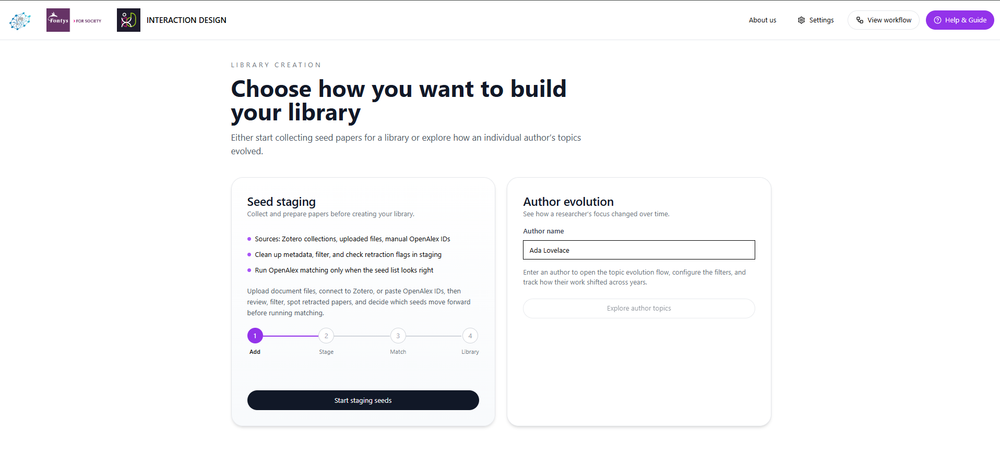 Fontys
> FOR SOCIETY
INTERACTION DESIGN
About us
Settings
View workflow
Help & Guide
LIBRARY CREATION
Choose how you want to build
your library
Either start collecting seed papers for a library or explore how an individual author’s topics
evolved.
Seed staging
Collect and prepare papers before creating your library.
Sources: Zotero collections, uploaded files, manual OpenAlex IDs
Clean up metadata, filter, and check retraction flags in staging
Run OpenAlex matching only when the seed list looks right
Upload document files, connect to Zotero, or paste OpenAlex IDs, then
review, filter, spot retracted papers, and decide which seeds move forward
before running matching.
1
2
3
4
Add
Stage
Match
Library
Start staging seeds
Author evolution
See how a researcher's focus changed over time.
Author name
Ada Lovelace
Enter an author to open the topic evolution flow, configure the filters, and
track how their work shifted across years.
Explore author topics